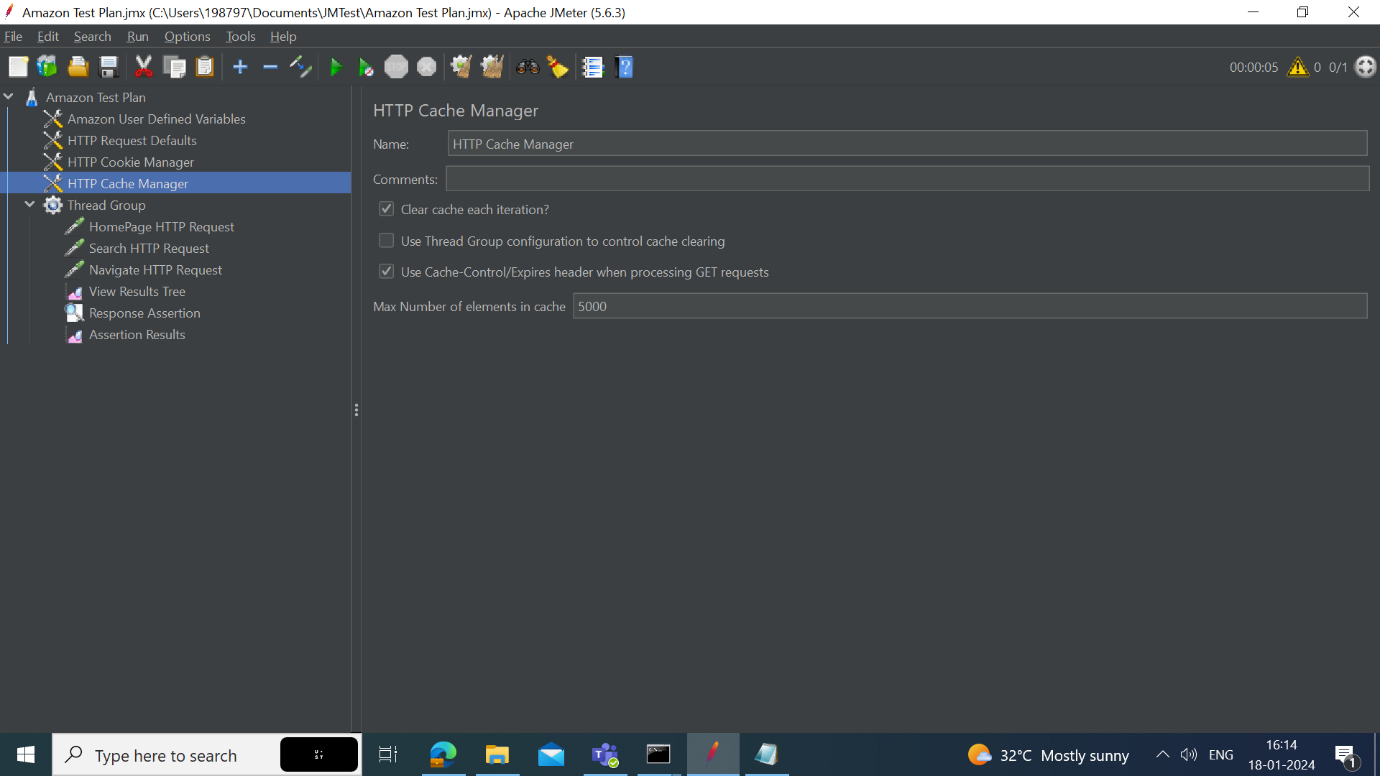 Amazon Test Plan.jmx (C:\Users\198797\Documents\JMTest\Amazon Test Plan.jmx) - Apache JMeter (5.6.3)
File Edit Search Run Options Tools Help
00:00:05 0 0/1
Amazon Test Plan
Amazon User Defined Variables
HTTP Request Defaults
HTTP Cookie Manager
HTTP Cache Manager
Thread Group
HomePage HTTP Request
Search HTTP Request
Navigate HTTP Request
View Results Tree
Response Assertion
Assertion Results
HTTP Cache Manager
Name: HTTP Cache Manager
Comments:
Clear cache each iteration?
Use Thread Group configuration to control cache clearing
Use Cache-Control/Expires header when processing GET requests
Max Number of elements in cache 5000
Type here to search
32°C Mostly sunny
ENG
16:14
18-01-2024
1